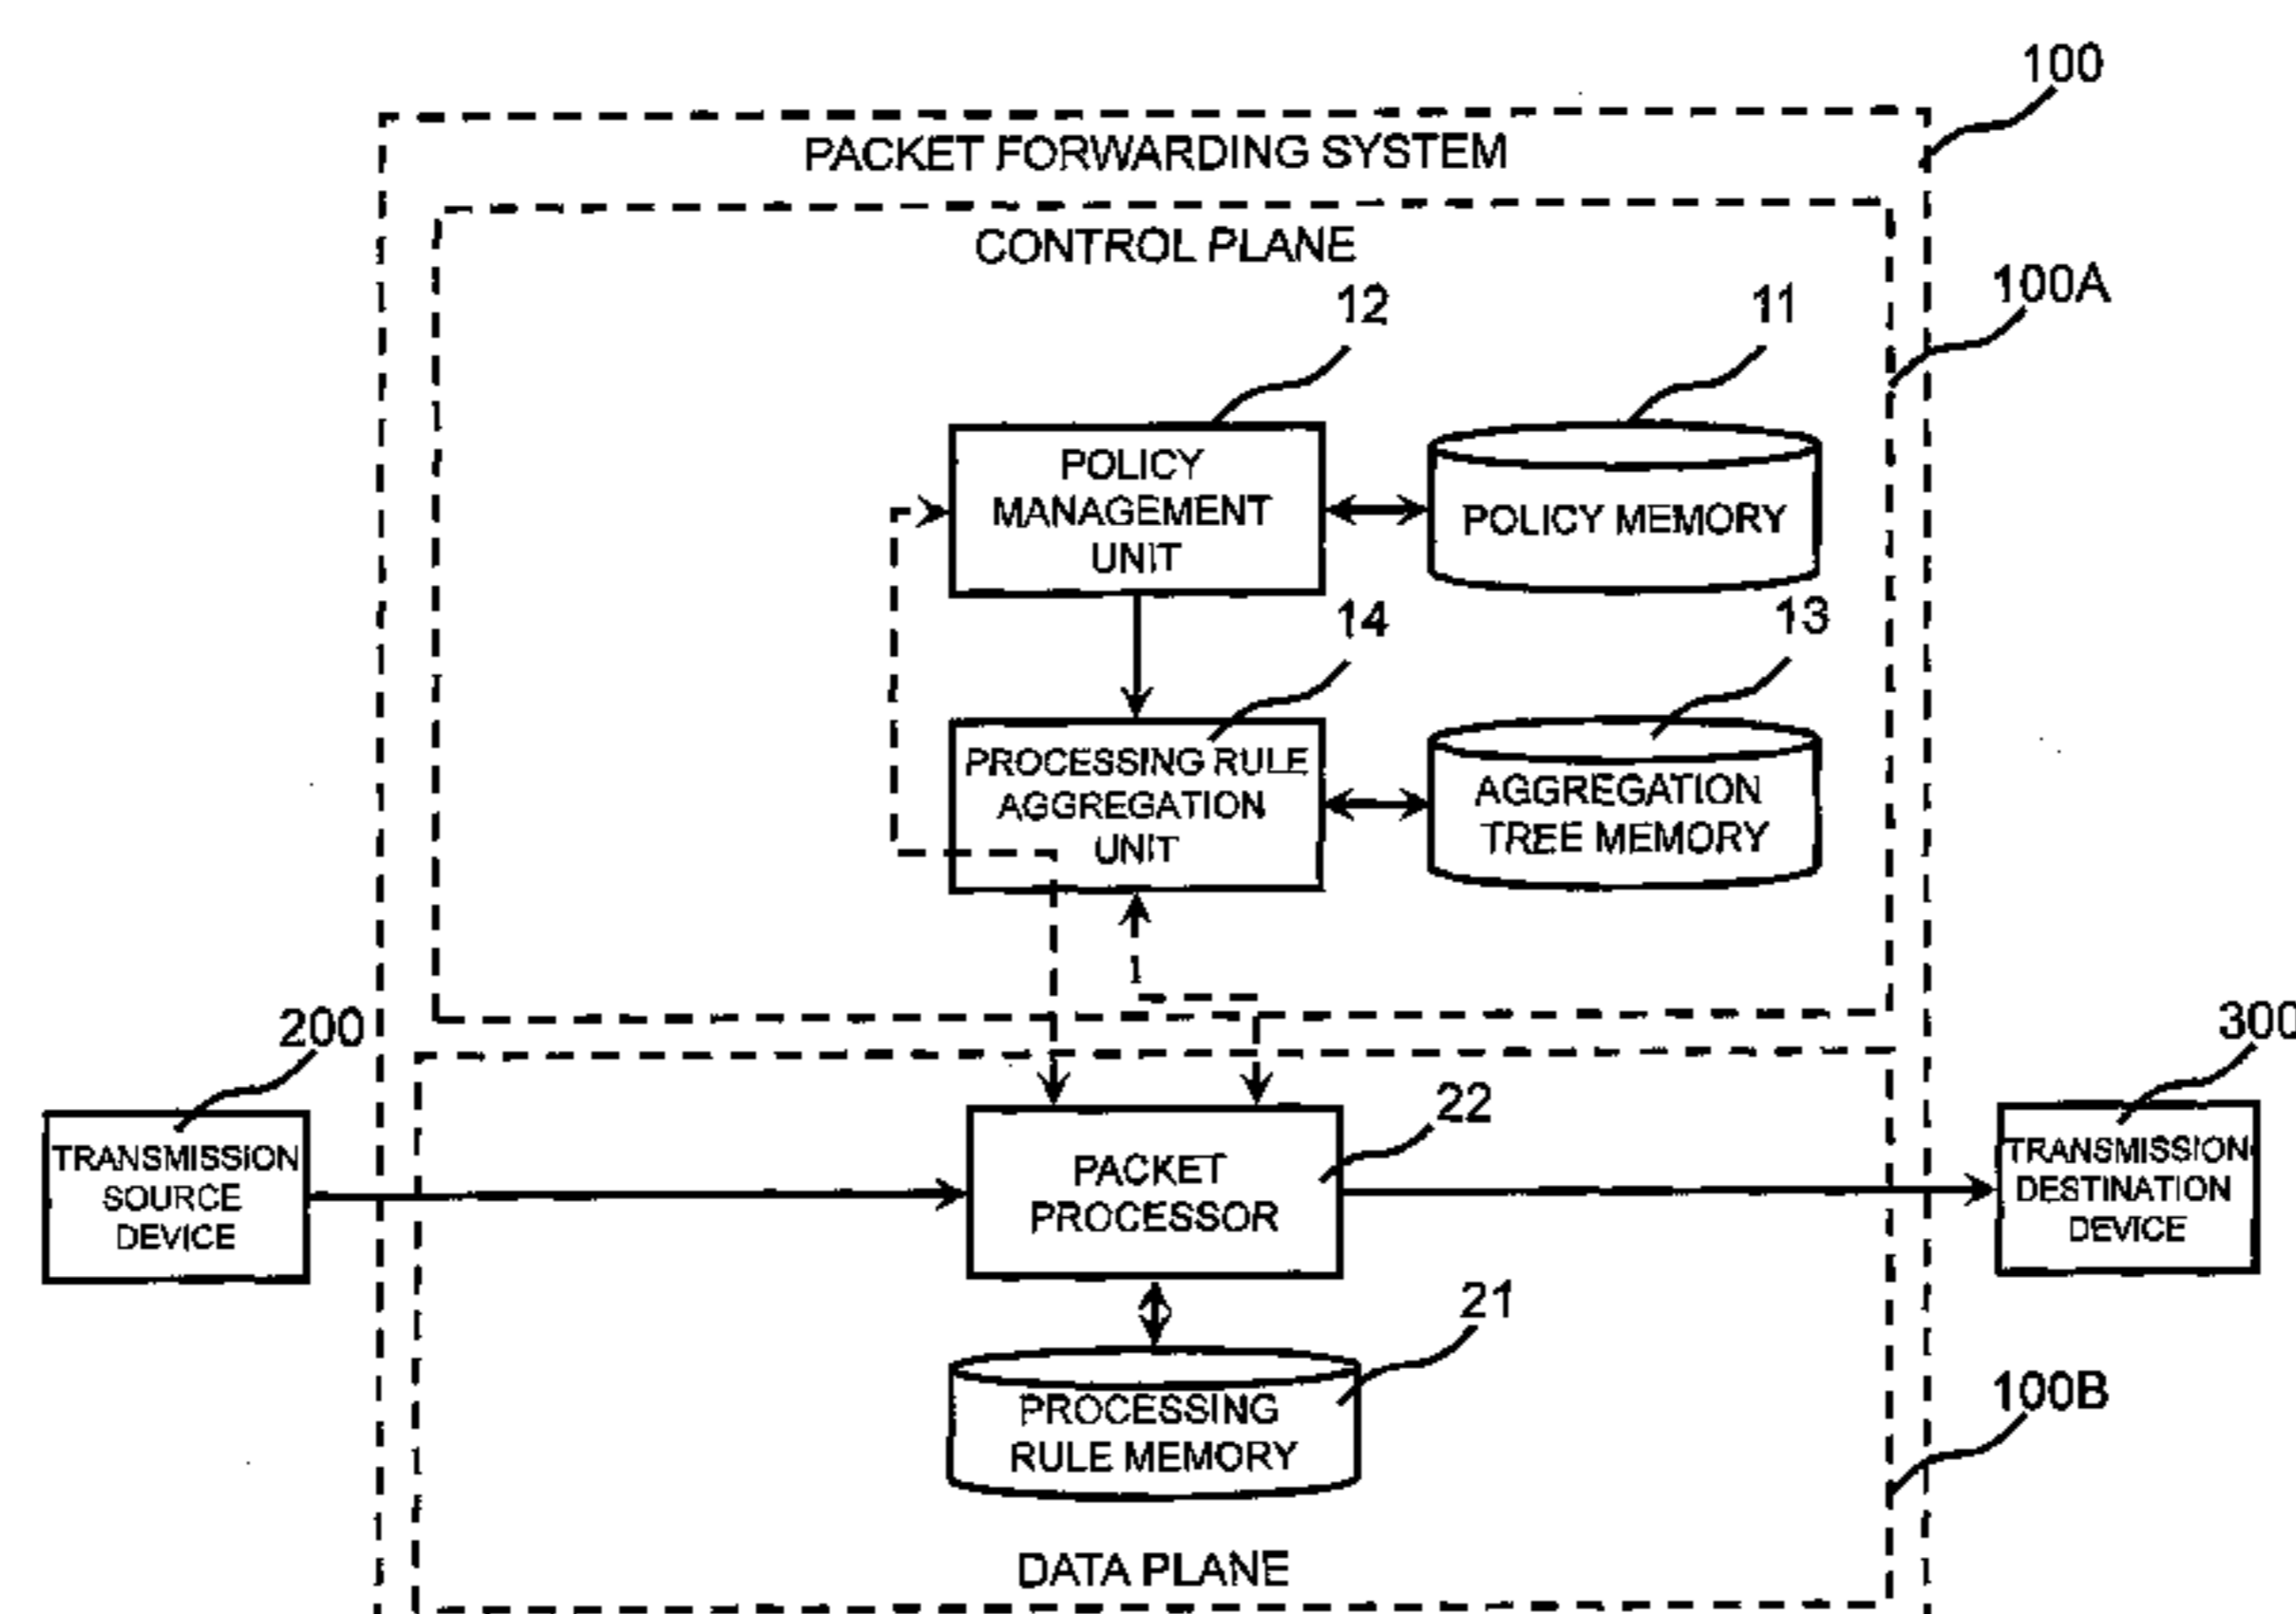 100
PACKET FORWARDING SYSTEM
CONTROL PLANE
100A
12
11
POLICY
MANAGEMENT
UNIT
POLICY MEMORY
14
13
PROCESSING RULE
AGGREGATION
UNIT
AGGREGATION
TREE MEMORY
200
300
22
TRANSMISSION
SOURCE
DEVICE
PACKET
PROCESSOR
TRANSMISSION
DESTINATION
DEVICE
21
PROCESSING
RULE MEMORY
100B
DATA PLANE